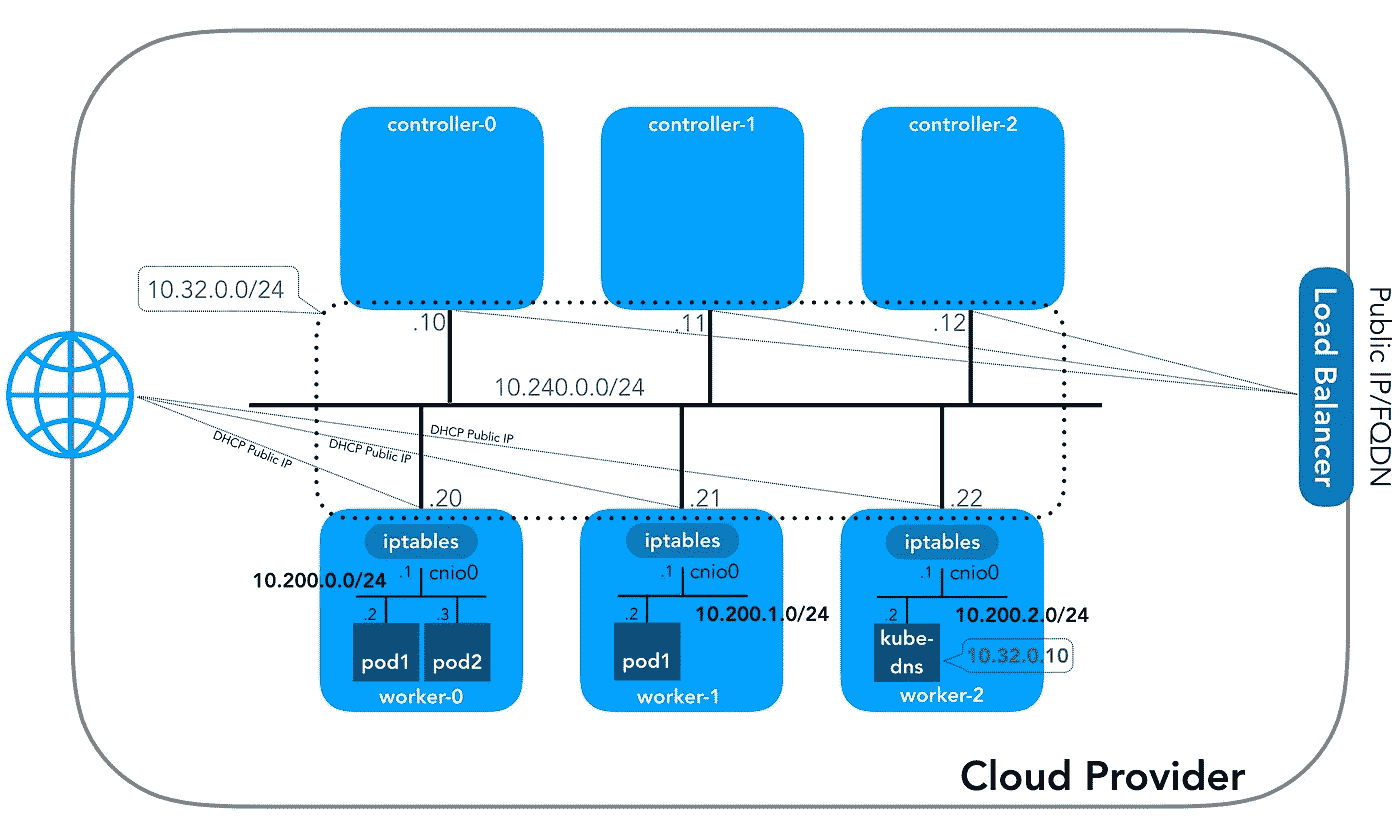 controller-0
controller-1
controller-2
10.32.0.0/24
.10
.11
.12
Load Balancer
Public IP/FQDN
10.240.0.0/24
DHCP Public IP
DHCP Public IP
DHCP Public IP
.20
.21
.22
iptables
.1
cnio0
10.200.0.0/24
.2
.3
pod1
pod2
worker-0
iptables
.1
cnio0
.2
10.200.1.0/24
pod1
worker-1
iptables
.1
cnio0
.2
10.200.2.0/24
kube-
dns
10.32.0.10
worker-2
Cloud Provider